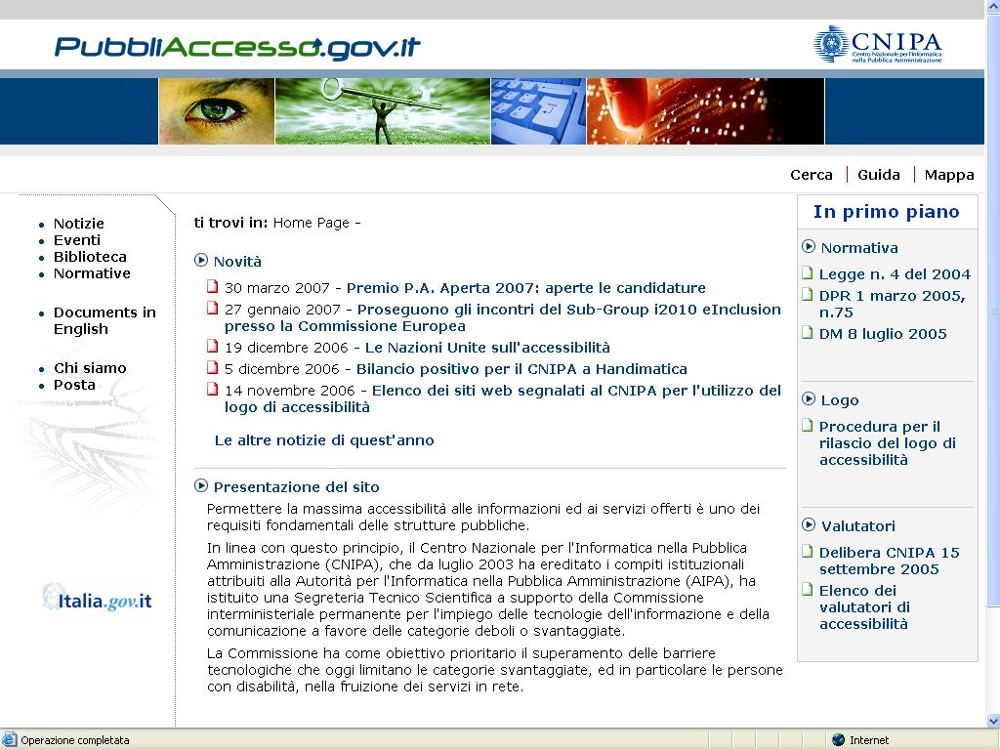 PubbliAccesso.gov.it
CNIPA
Centro Nazionale per l'Informatica
nella Pubblica Amministrazione
Cerca | Guida | Mappa
Notizie
Eventi
Biblioteca
Normative
Documents in
English
Chi siamo
Posta
Italia.gov.it
ti trovi in: Home Page -
Novità
30 marzo 2007 - Premio P.A. Aperta 2007: aperte le candidature
27 gennaio 2007 - Proseguono gli incontri del Sub-Group i2010 eInclusion
presso la Commissione Europea
19 dicembre 2006 - Le Nazioni Unite sull'accessibilità
5 dicembre 2006 - Bilancio positivo per il CNIPA a Handimatica
14 novembre 2006 - Elenco dei siti web segnalati al CNIPA per l'utilizzo del
logo di accessibilità
Le altre notizie di quest'anno
Presentazione del sito
Permettere la massima accessibilità alle informazioni ed ai servizi offerti è uno dei
requisiti fondamentali delle strutture pubbliche.
In linea con questo principio, il Centro Nazionale per l'Informatica nella Pubblica
Amministrazione (CNIPA), che da luglio 2003 ha ereditato i compiti istituzionali
attribuiti alla Autorità per l'Informatica nella Pubblica Amministrazione (AIPA), ha
istituito una Segreteria Tecnico Scientifica a supporto della Commissione
interministeriale permanente per l'impiego delle tecnologie dell'informazione e della
comunicazione a favore delle categorie deboli o svantaggiate.
La Commissione ha come obiettivo prioritario il superamento delle barriere
tecnologiche che oggi limitano le categorie svantaggiate, ed in particolare le persone
con disabilità, nella fruizione dei servizi in rete.
In primo piano
Normativa
Legge n. 4 del 2004
DPR 1 marzo 2005,
n.75
DM 8 luglio 2005
Logo
Procedura per il
rilascio del logo di
accessibilità
Valutatori
Delibera CNIPA 15
settembre 2005
Elenco dei
valutatori di
accessibilità
Operazione completata
Internet